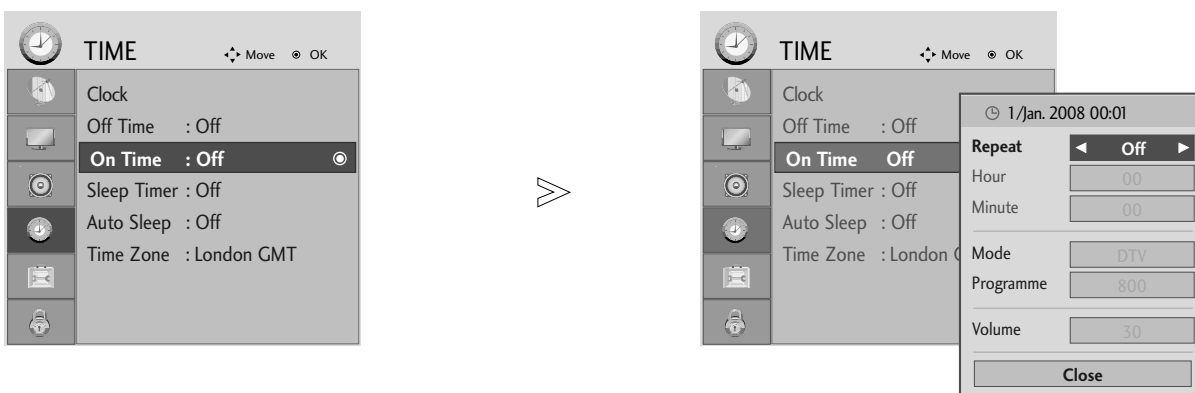 TIME
Move OK
Clock
Off Time : Off
On Time : Off
Sleep Timer : Off
Auto Sleep : Off
Time Zone : London GMT
TIME
Move OK
Clock
Off Time : Off
On Time Off
Sleep Timer : Off
Auto Sleep : Off
Time Zone : London
1/Jan. 2008 00:01
Repeat ◄ Off ►
Hour 00
Minute 00
Mode DTV
Programme 800
Volume 30
Close